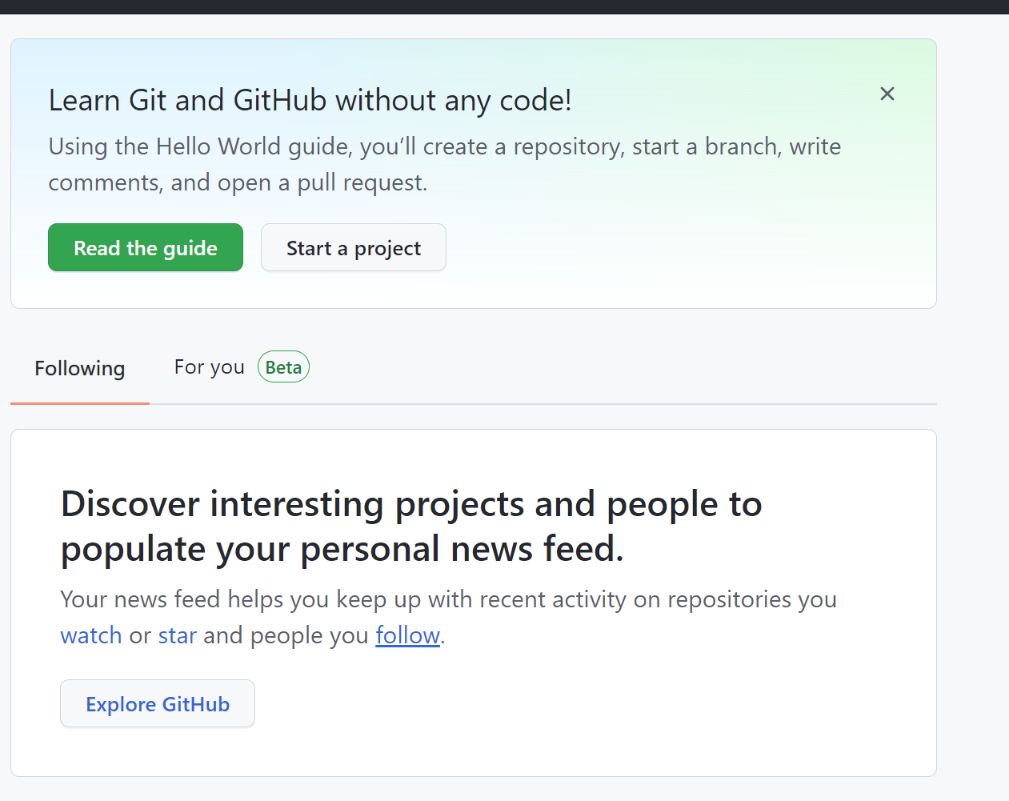 Learn Git and GitHub without any code!
Using the Hello World guide, you’ll create a repository, start a branch, write
comments, and open a pull request.
Read the guide Start a project
Following For you Beta
Discover interesting projects and people to
populate your personal news feed.
Your news feed helps you keep up with recent activity on repositories you
watch or star and people you follow.
Explore GitHub